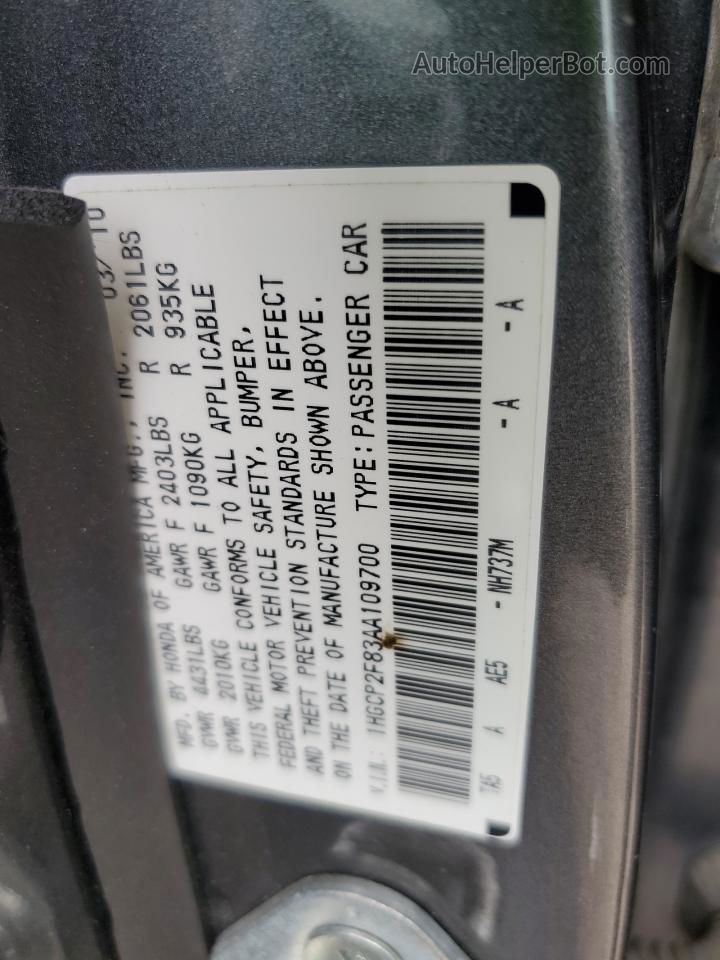 AutoHelperBot.com
MFD. BY HONDA OF AMERICA MFG., INC. 03/10
GVWR 4431LBS GAWR F 2403LBS R 2061LBS
GVWR 2010KG GAWR F 1090KG R 935KG
THIS VEHICLE CONFORMS TO ALL APPLICABLE
FEDERAL MOTOR VEHICLE SAFETY, BUMPER,
AND THEFT PREVENTION STANDARDS IN EFFECT
ON THE DATE OF MANUFACTURE SHOWN ABOVE.
V.I.N.: 1HGCP2F83AA109700 TYPE:PASSENGER CAR
TA5 A AE5 - NH737M - A - A